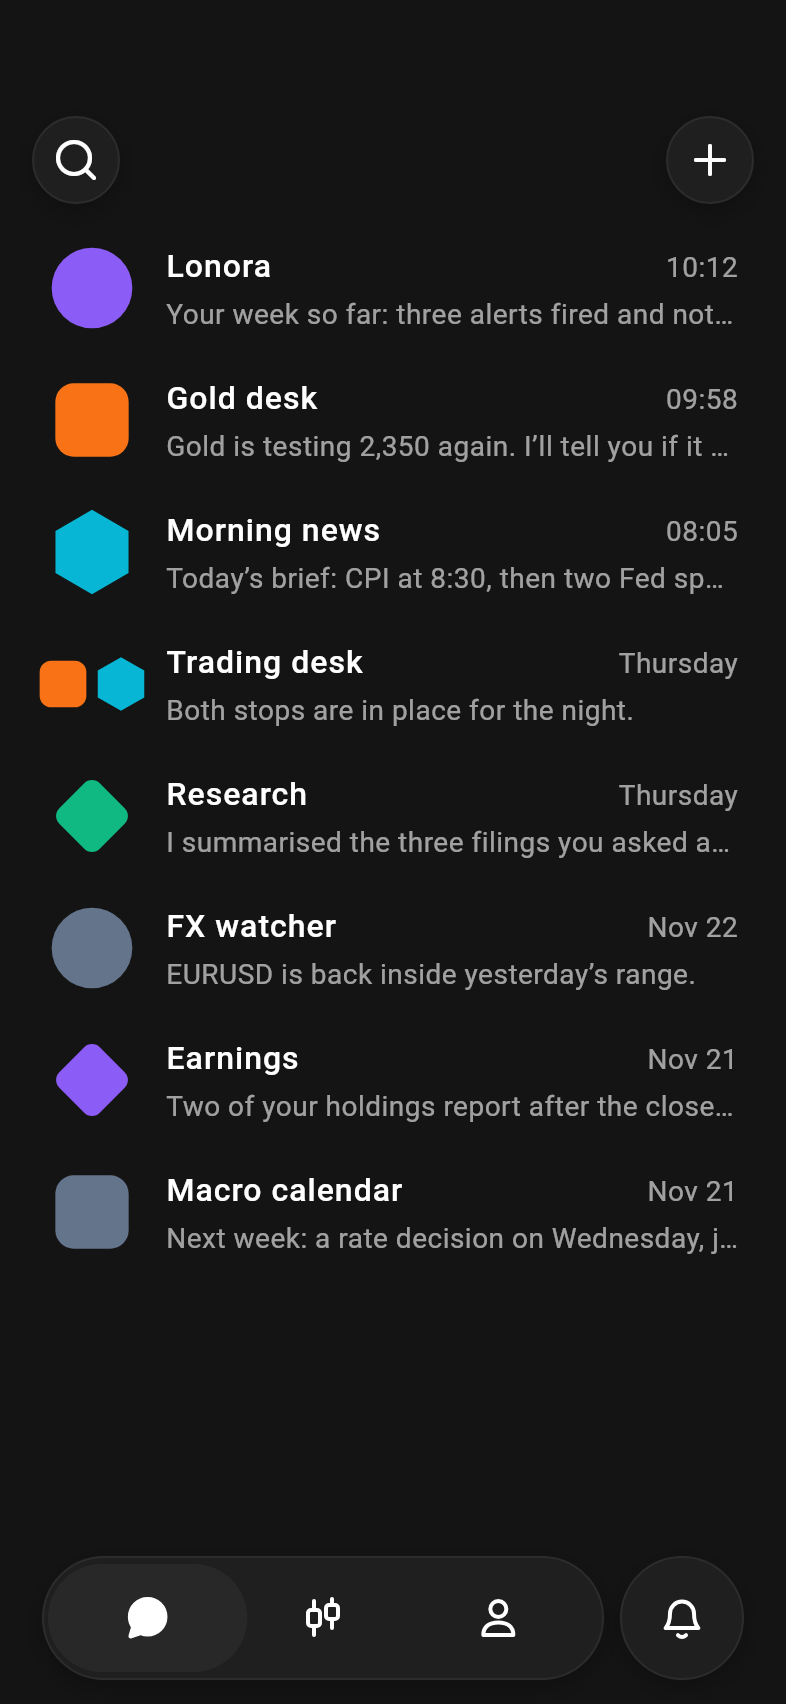 Lonora
10:12
Your week so far: three alerts fired and not…
Gold desk
09:58
Gold is testing 2,350 again. I’ll tell you if it …
Morning news
08:05
Today’s brief: CPI at 8:30, then two Fed sp…
Trading desk
Thursday
Both stops are in place for the night.
Research
Thursday
I summarised the three filings you asked a…
FX watcher
Nov 22
EURUSD is back inside yesterday’s range.
Earnings
Nov 21
Two of your holdings report after the close…
Macro calendar
Nov 21
Next week: a rate decision on Wednesday, j…